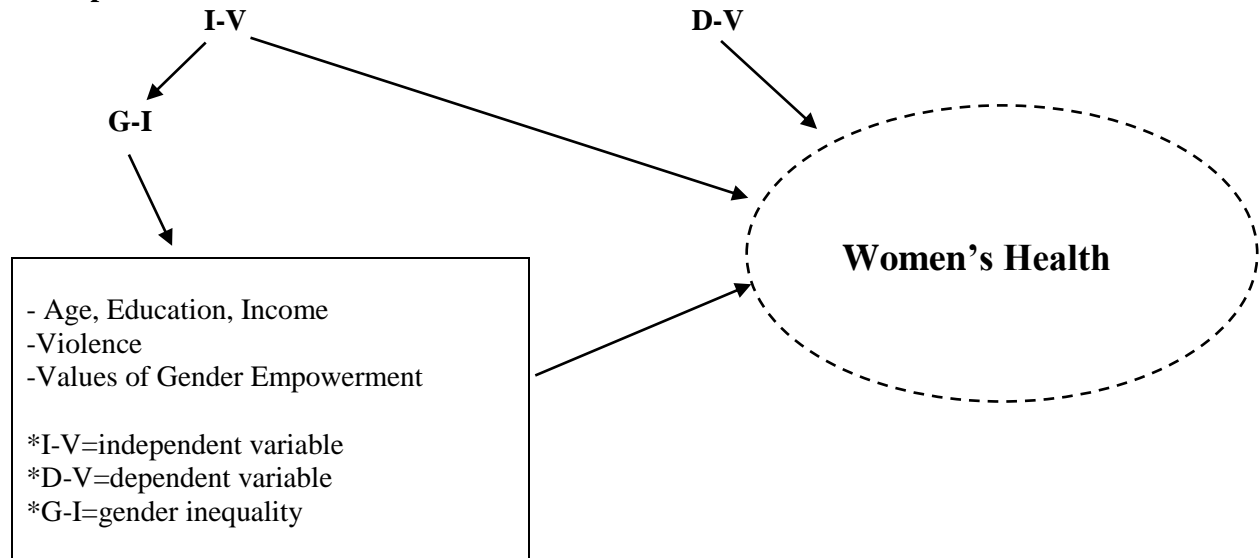 I-V D-V
G-I
Women’s Health
- Age, Education, Income
-Violence
-Values of Gender Empowerment
*I-V=independent variable
*D-V=dependent variable
*G-I=gender inequality